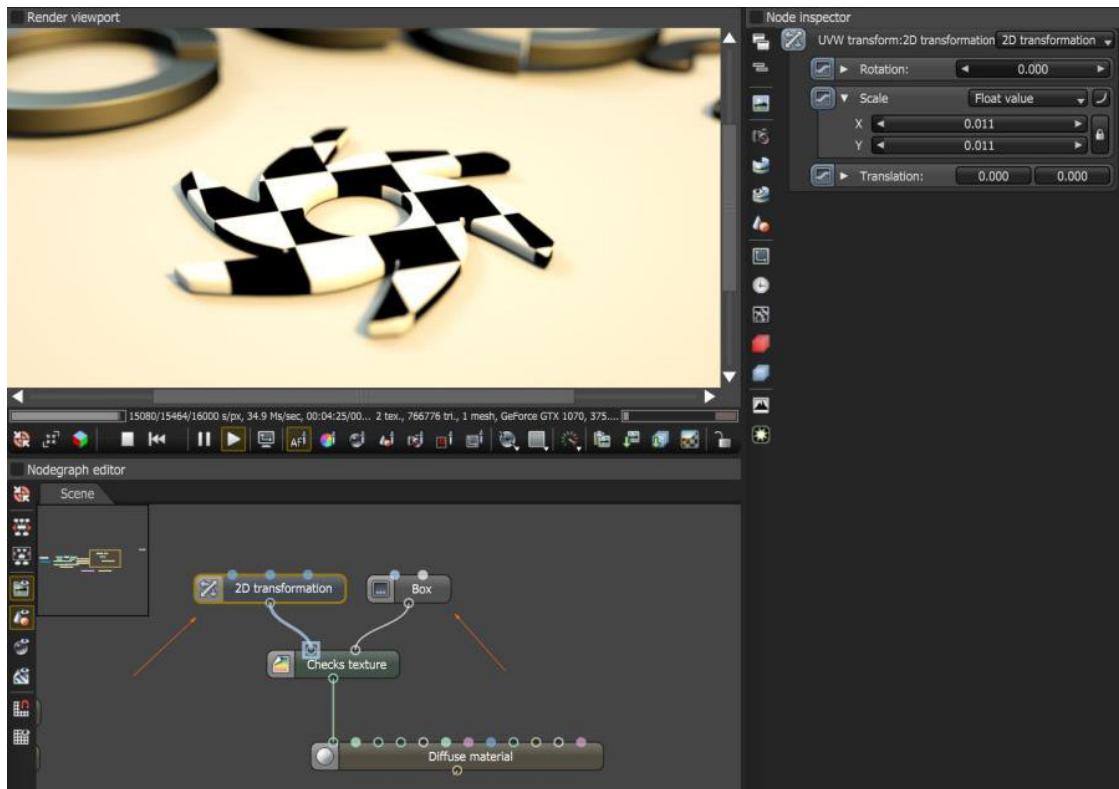 Render viewport
15080/15464/16000 s/px, 34.9 Ms/sec, 00:04:25/00... 2 tex., 766776 tri., 1 mesh, GeForce GTX 1070, 375....
AF
Nodegraph editor
Scene
2D transformation
Box
Checks texture
Diffuse material
Node inspector
UVW transform:2D transformation 2D transformation
Rotation: 0.000
Scale Float value
X 0.011
Y 0.011
Translation: 0.000 0.000